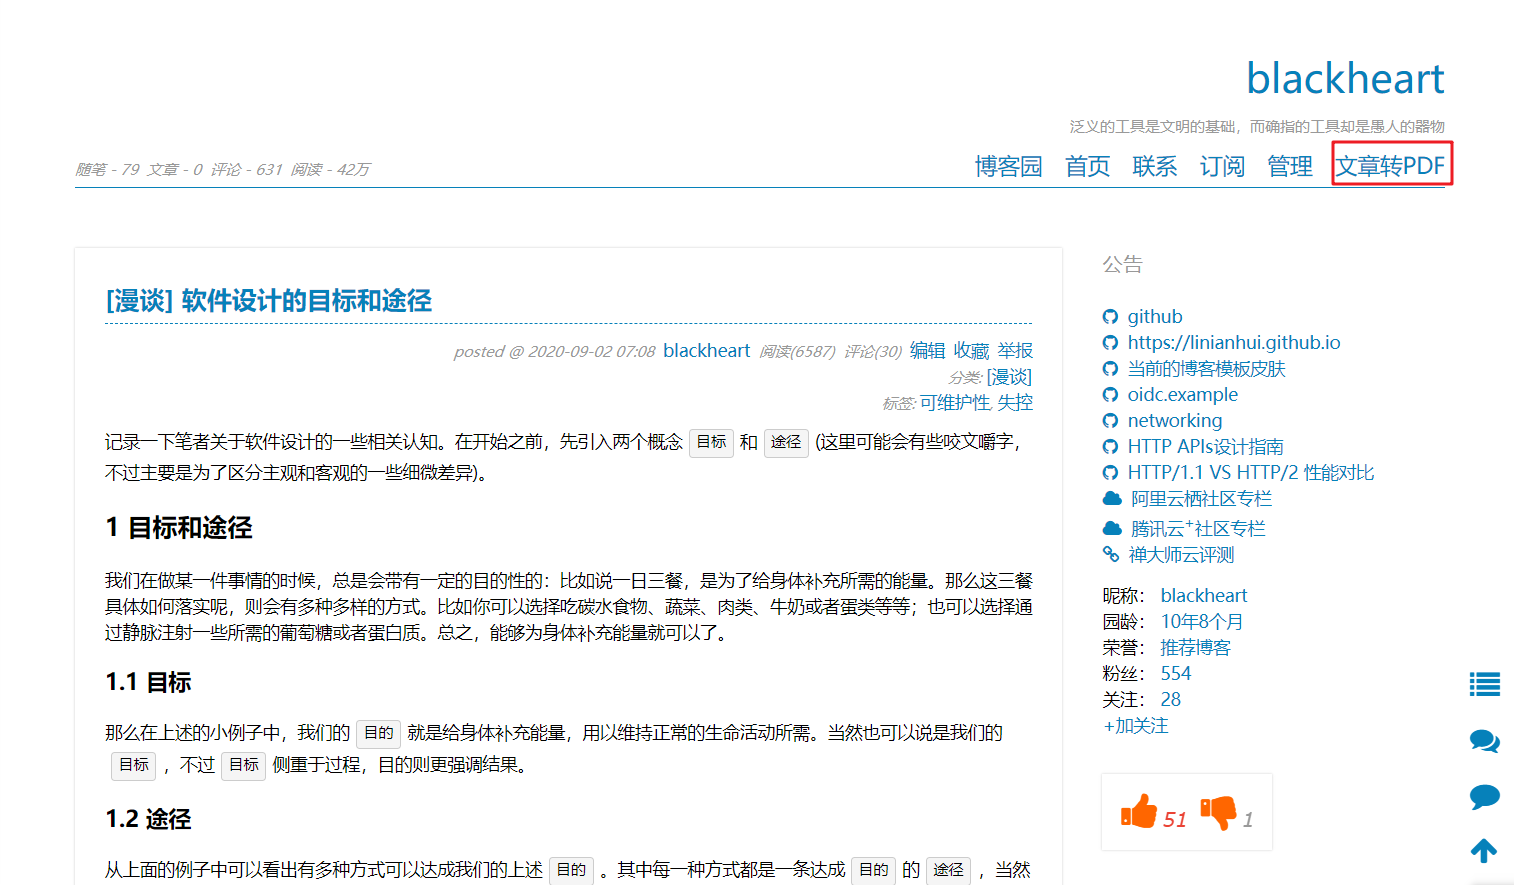 blackheart
泛义的工具是文明的基础，而确指的工具却是愚人的器物
随笔 - 79 文章 - 0 评论 - 631 阅读 - 42万
博客园 首页 联系 订阅 管理 文章转PDF
[漫谈] 软件设计的目标和途径
posted @ 2020-09-02 07:08 blackheart 阅读(6587) 评论(30) 编辑 收藏 举报
分类: [漫谈]
标签: 可维护性, 失控
记录一下笔者关于软件设计的一些相关认知。在开始之前，先引入两个概念 目标 和 途径 (这里可能会有些咬文嚼字，
不过主要是为了区分主观和客观的一些细微差异)。
1 目标和途径
我们在做某一件事情的时候，总是会带有一定的目的性的：比如说一日三餐，是为了给身体补充所需的能量。那么这三餐
具体如何落实呢，则会有多种多样的方式。比如你可以选择吃碳水食物、蔬菜、肉类、牛奶或者蛋类等等；也可以选择通
过静脉注射一些所需的葡萄糖或者蛋白质。总之，能够为身体补充能量就可以了。
1.1 目标
那么在上述的小例子中，我们的 目的 就是给身体补充能量，用以维持正常的生命活动所需。当然也可以说是我们的
目标 ，不过 目标 侧重于过程，目的则更强调结果。
1.2 途径
从上面的例子中可以看出有多种方式可以达成我们的上述 目的 。其中每一种方式都是一条达成 目的 的 途径 ，当然
公告
github
https://linianhui.github.io
当前的博客模板皮肤
oidc.example
networking
HTTP APIs设计指南
HTTP/1.1 VS HTTP/2 性能对比
阿里云栖社区专栏
腾讯云+社区专栏
禅大师云评测
昵称： blackheart
园龄： 10年8个月
荣誉： 推荐博客
粉丝： 554
关注： 28
+加关注
51 1